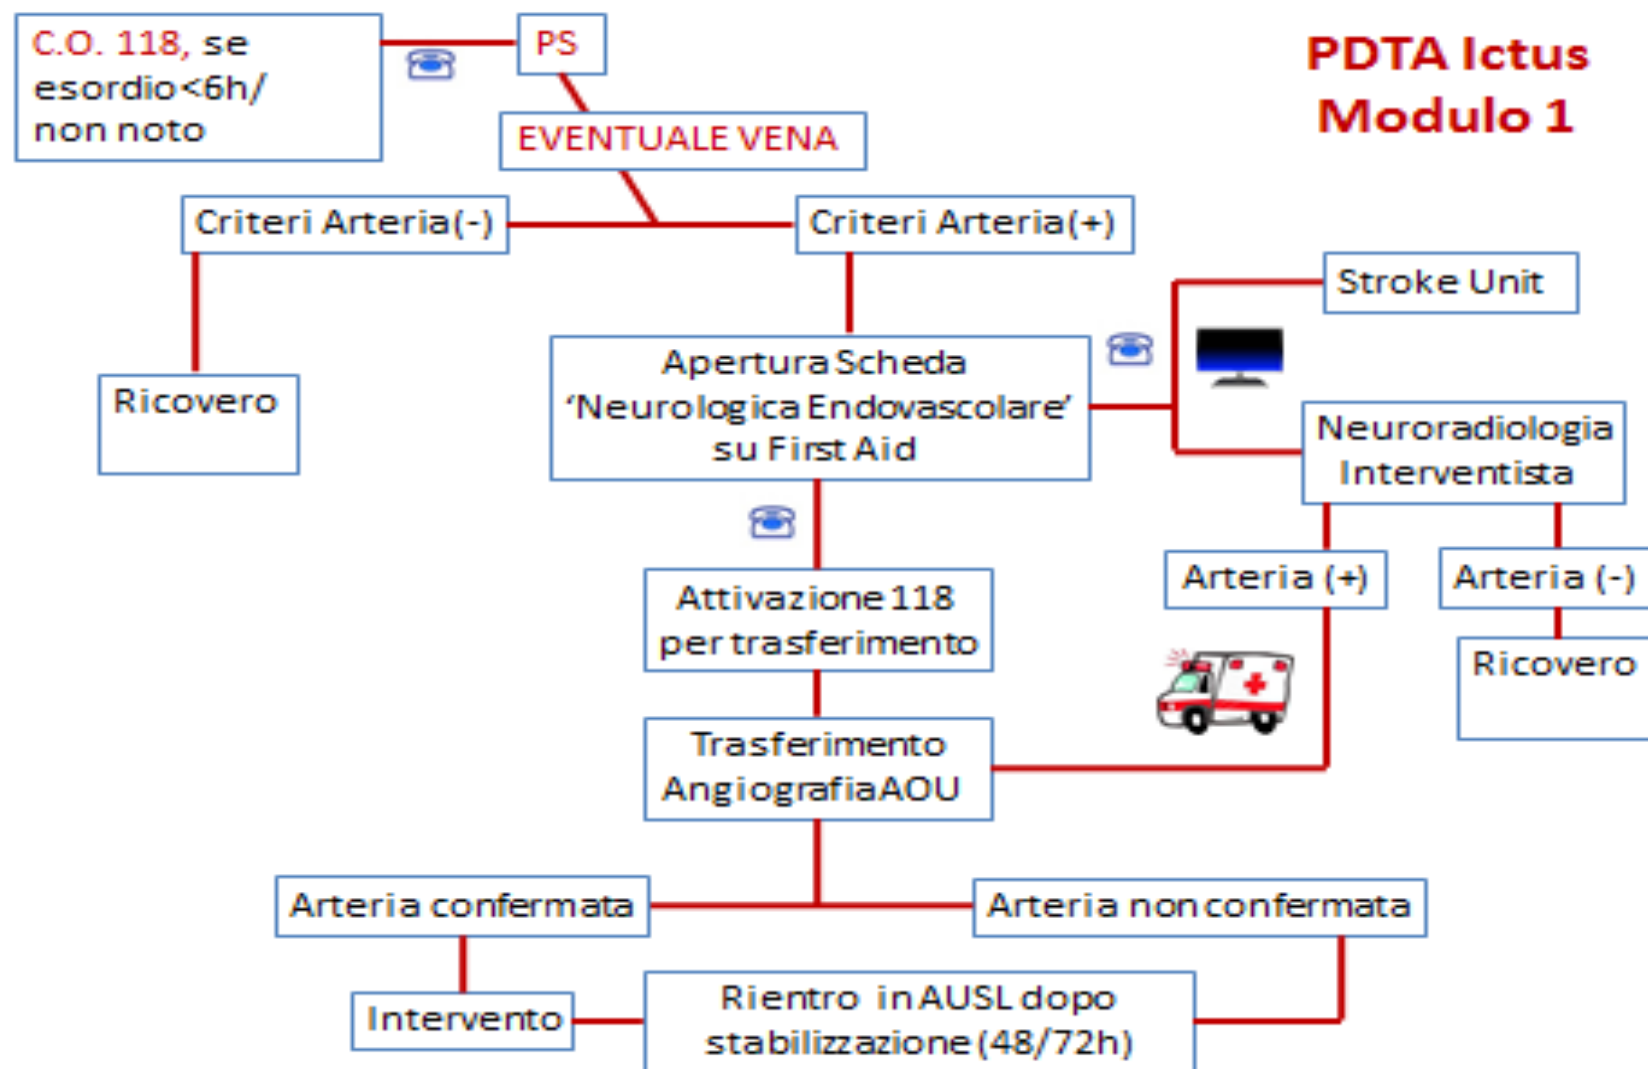 C.O. 118, se
esordio<6h/
non noto
PS
PDTA Ictus
Modulo 1
EVENTUALE VENA
Criteri Arteria(-)
Criteri Arteria(+)
Stroke Unit
Ricovero
Apertura Scheda
‘Neurologica Endovascolare’
su First Aid
Neuroradiologia
Interventista
Arteria (+)
Arteria (-)
Attivazione 118
per trasferimento
Ricovero
Trasferimento
Angiografia AOU
Arteria confermata
Arteria non confermata
Intervento
Rientro in AUSL dopo
stabilizzazione (48/72h)